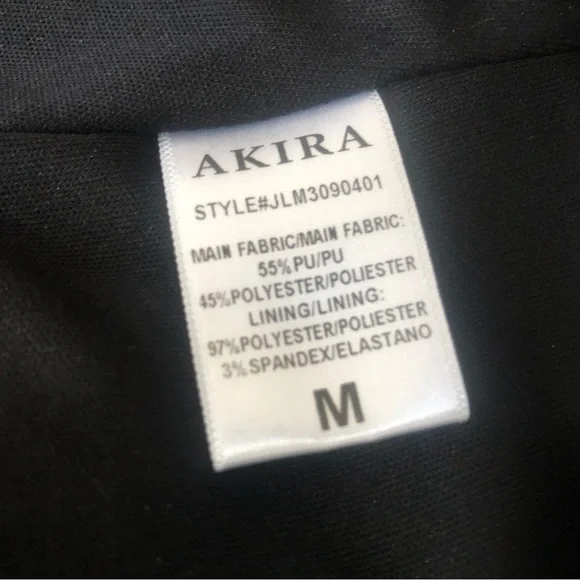 AKIRA
STYLE#JLM3090401
MAIN FABRIC/MAIN FABRIC:
55%PU/PU
45%POLYESTER/POLIESTER
LINING/LINING:
97%POLYESTER/POLIESTER
3%SPANDEX/ELASTANO
M